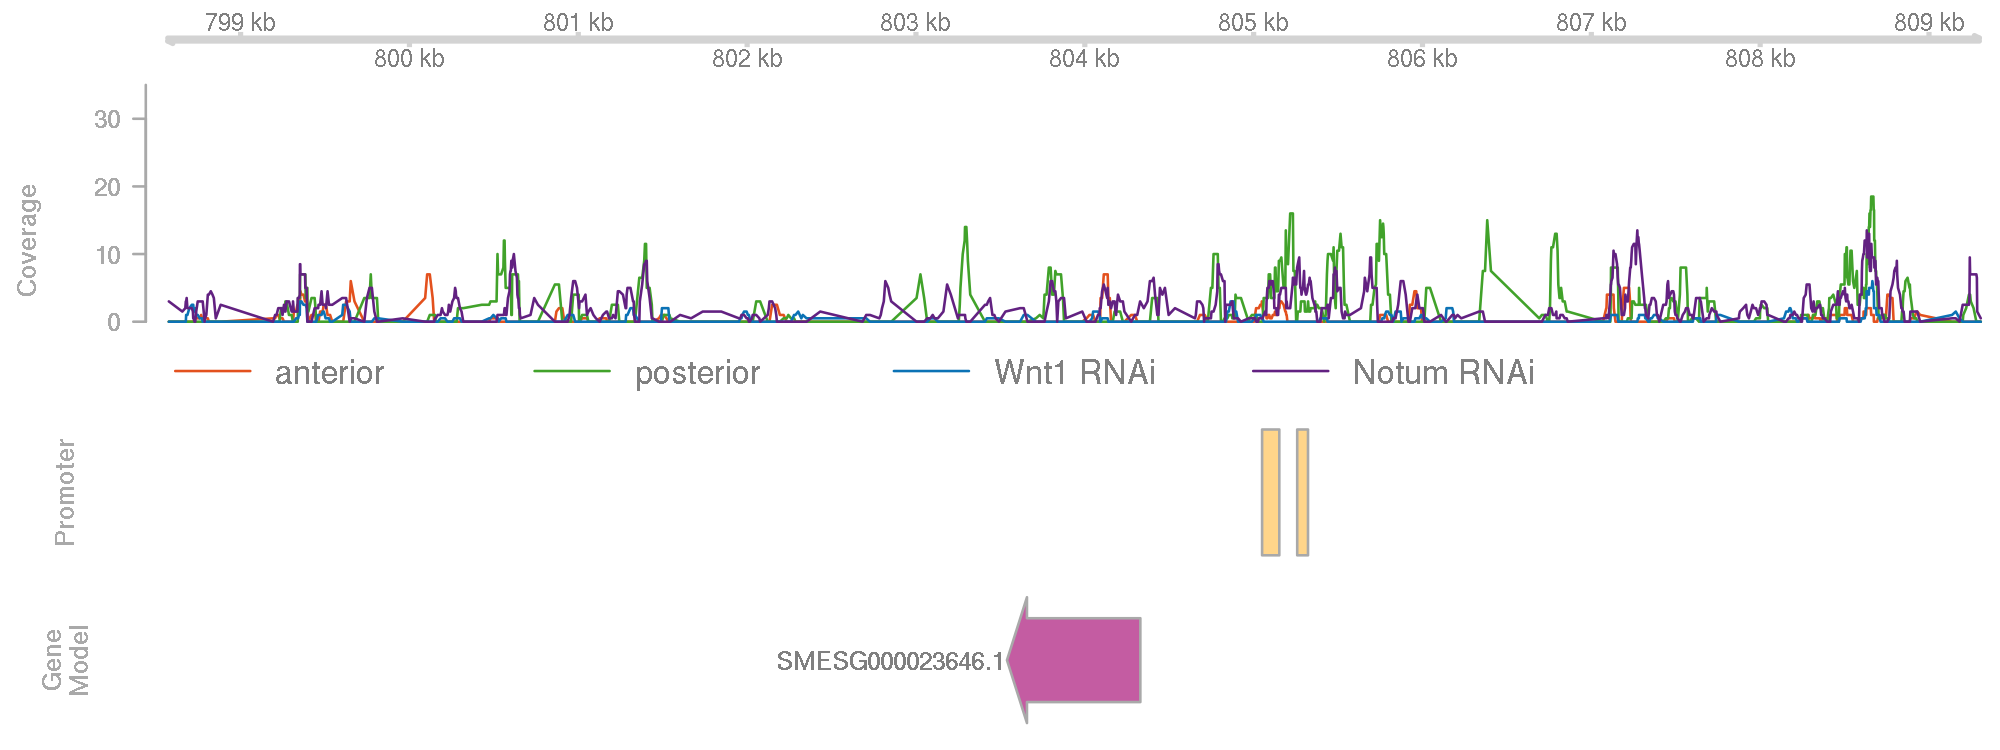 799 kb 801 kb 803 kb 805 kb 807 kb 809 kb
800 kb 802 kb 804 kb 806 kb 808 kb
Coverage
30
20
10
0
anterior posterior Wnt1 RNAi Notum RNAi
Promoter
Gene
Model
SMESG000023646.1